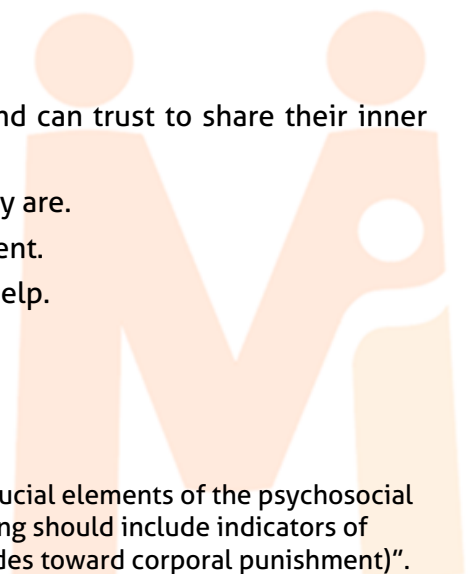 nd can trust to share their inner
y are.
ent.
elp.
ucial elements of the psychosocial
ng should include indicators of
des toward corporal punishment)".